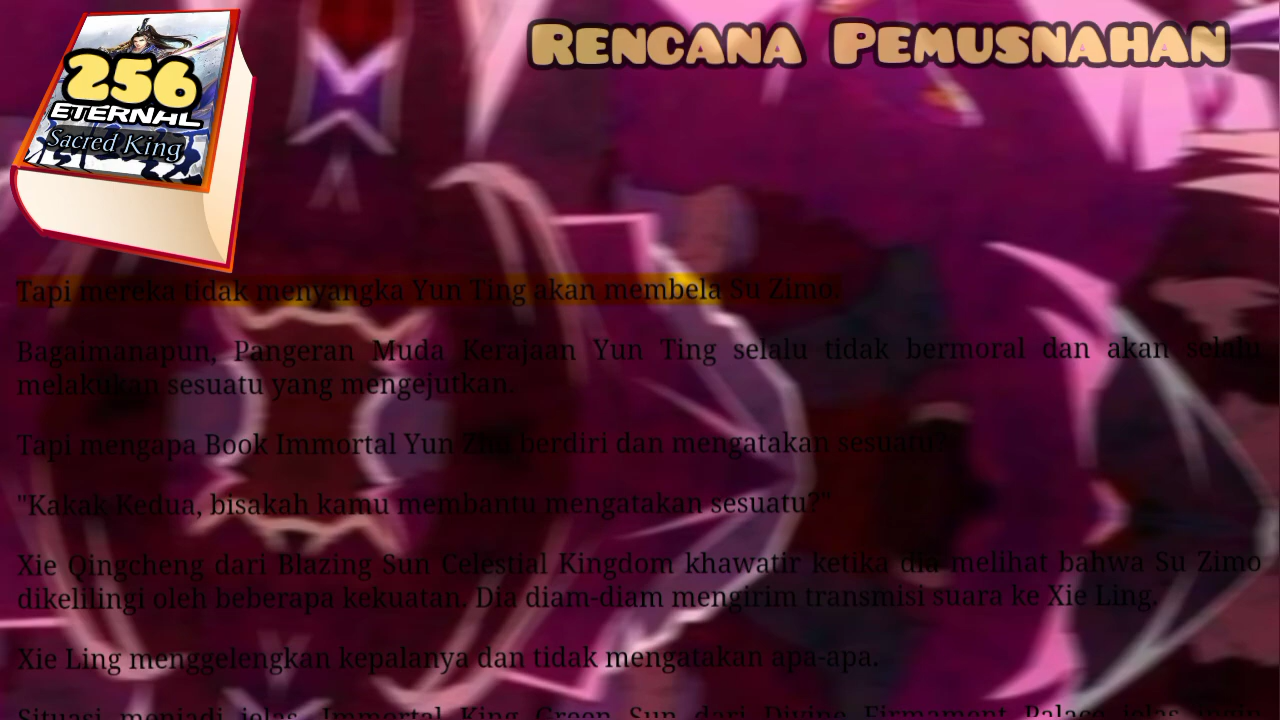 Rencana Pemusnahan
256
ETERNAL
Sacred King
Tapi mereka tidak menyangka Yun Ting akan membela Su Zimo.
Bagaimanapun, Pangeran Muda Kerajaan Yun Ting selalu tidak bermoral dan akan selalu
melakukan sesuatu yang mengejutkan.
Tapi mengapa Book Immortal Yun Zhu berdiri dan mengatakan sesuatu?
"Kakak Kedua, bisakah kamu membantu mengatakan sesuatu?"
Xie Qingcheng dari Blazing Sun Celestial Kingdom khawatir ketika dia melihat bahwa Su Zimo
dikelilingi oleh beberapa kekuatan. Dia diam-diam mengirim transmisi suara ke Xie Ling.
Xie Ling menggelengkan kepalanya dan tidak mengatakan apa-apa.
Situasi menjadi jelas. Immortal King Green Sun dari Divine Firmament Palace jelas ingin